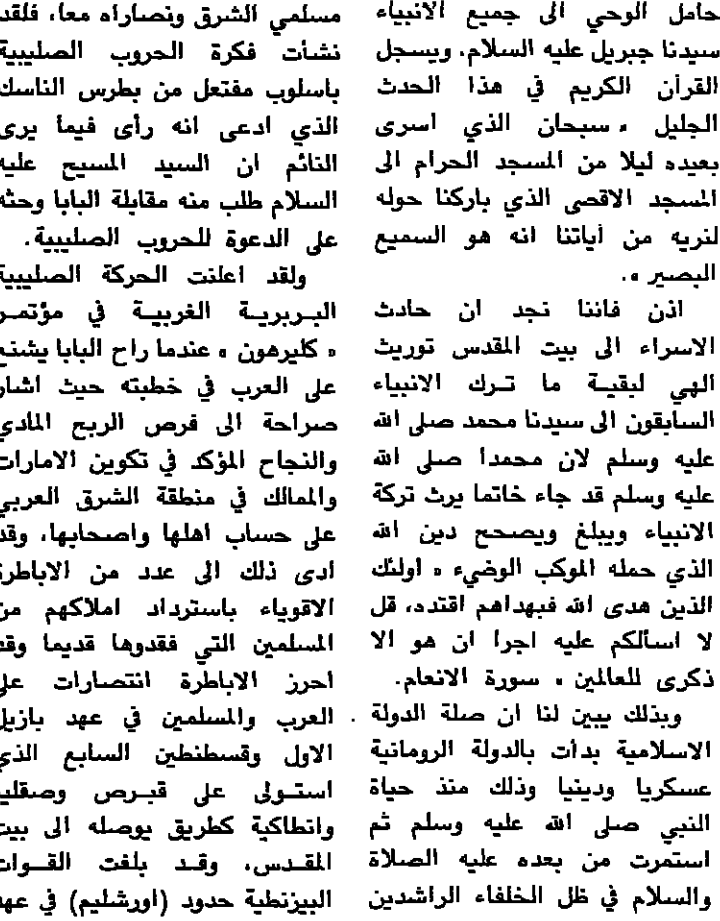 حامل الوحي الى جميع الانبياء
سيدنا جبريل عليه السلام. ويسجل
القرآن الكريم في هذا الحدث
الجليل « سبحان الذي اسرى
بعبده ليلا من المسجد الحرام الى
المسجد الاقصى الذي باركنا حوله
لنريه من آياتنا انه هو السميع
البصير ».
اذن فاننا نجد ان حادث
الاسراء الى بيت المقدس توريث
الهي لبقيـة ما تـرك الانبياء
السابقون الى سيدنا محمد صلى الله
عليه وسلم لان محمدا صلى الله
عليه وسلم قد جاء خاتما يرث تركة
الانبياء ويبلغ ويصحح دين الله
الذي حمله الموكب الوضيء « اولئك
الذين هدى الله فبهداهم اقتده، قل
لا اسألكم عليه اجرا ان هو الا
ذكرى للعالمين » سورة الانعام.
وبذلك يبين لنا ان صلة الدولة
الاسلامية بدأت بالدولة الرومانية
عسكريا ودينيا وذلك منذ حياة
النبي صلى الله عليه وسلم ثم
استمرت من بعده عليه الصلاة
والسلام في ظل الخلفاء الراشدين
مسلمي الشرق ونصاراه معا، فلقد
نشأت فكرة الحروب الصليبية
باسلوب مفتعل من بطرس الناسك
الذي ادعى انه رأى فيما يرى
النائم ان السيد المسيح عليه
السلام طلب منه مقابلة البابا وحثه
على الدعوة للحروب الصليبية.
ولقد اعلنت الحركة الصليبية
البـربريـة الغربيـة في مؤتمـر
« كليرهون » عندما راح البابا يشنع
على العرب في خطبته حيث اشار
صراحة الى فرص الربح المادي
والنجاح المؤكد في تكوين الامارات
والممالك في منطقة الشرق العربي
على حساب اهلها واصحابها، وقد
ادى ذلك الى عدد من الاباطرة
الاقوياء باسترداد املاكهم من
المسلمين التي فقدوها قديما وقد
احرز الاباطرة انتصارات على
العرب والمسلمين في عهد بازيل
الاول وقسطنطين السابع الذي
استـولى على قبـرص وصقلية
وانطاكية كطريق يوصله الى بيت
المقـدس، وقـد بلغت القـوات
البيزنطية حدود (اورشليم) في عهد